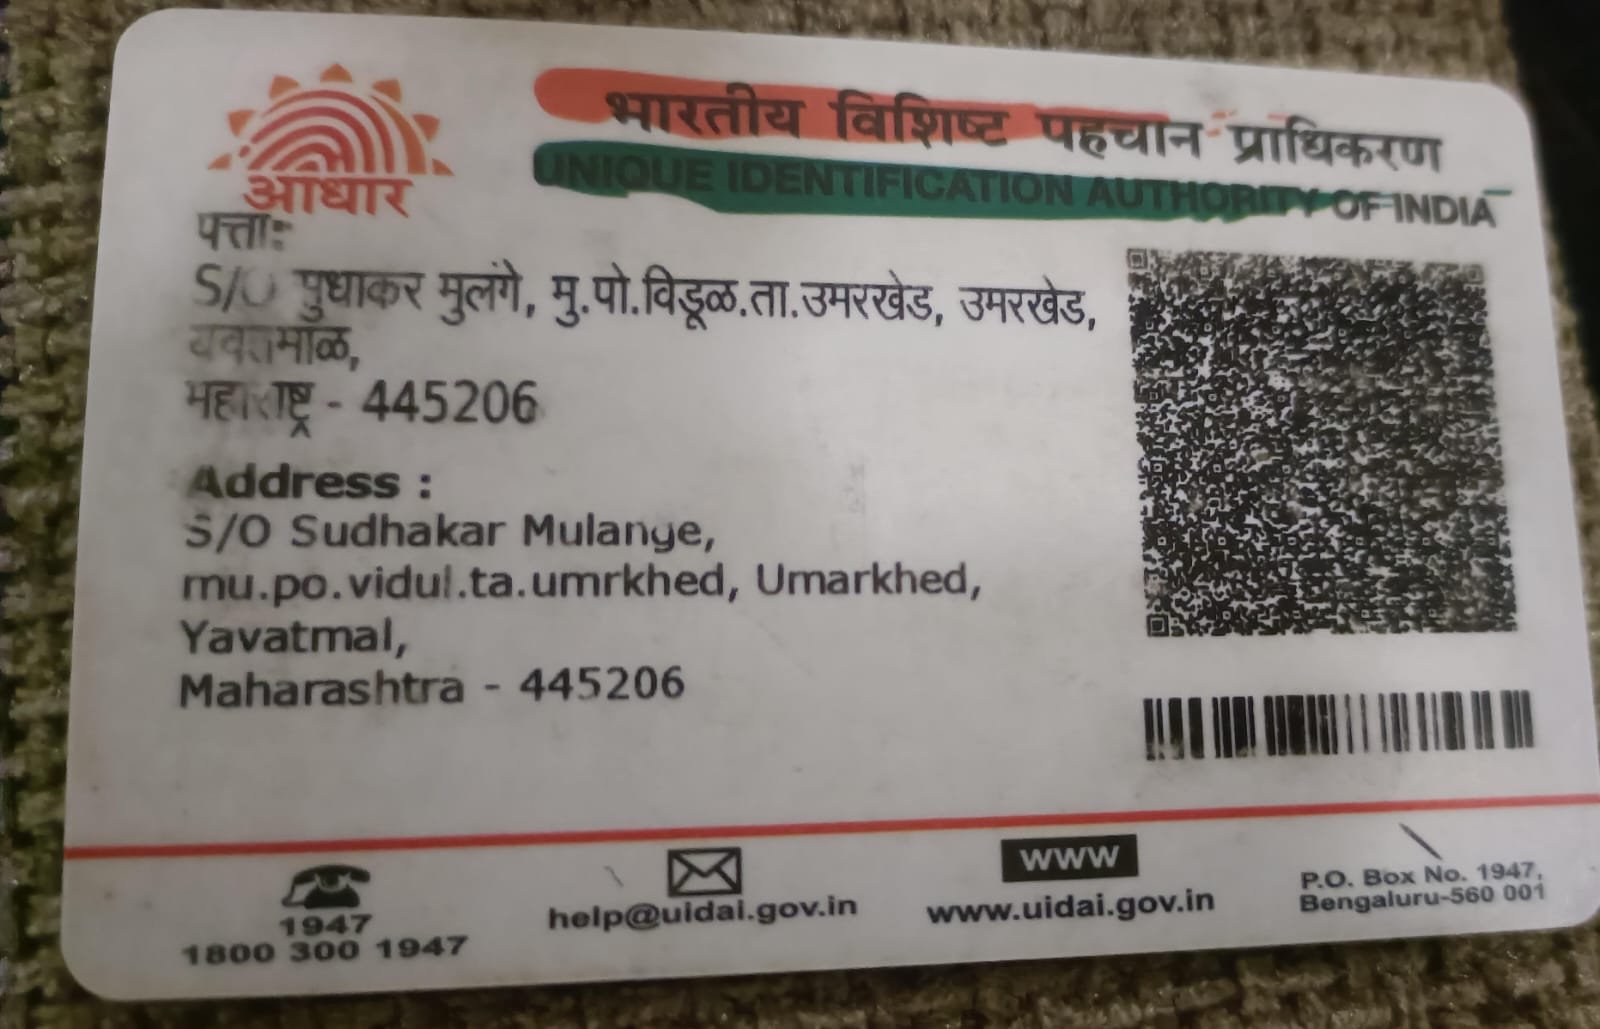 भारतीय विशिष्ट पहचान प्राधिकरण
UNIQUE IDENTIFICATION AUTHORITY OF INDIA
आधार
पत्ताः
S/O पुधाकर मुलंगे, मु.पो.विडूळ.ता.उमरखेड, उमरखेड,
यवतमाळ,
महाराष्ट्र - 445206
Address :
S/O Sudhakar Mulange,
mu.po.vidul.ta.umrkhed, Umarkhed,
Yavatmal,
Maharashtra - 445206
1947
1800 300 1947
help@uidai.gov.in
WWW
www.uidai.gov.in
P.O. Box No. 1947,
Bengaluru-560 001